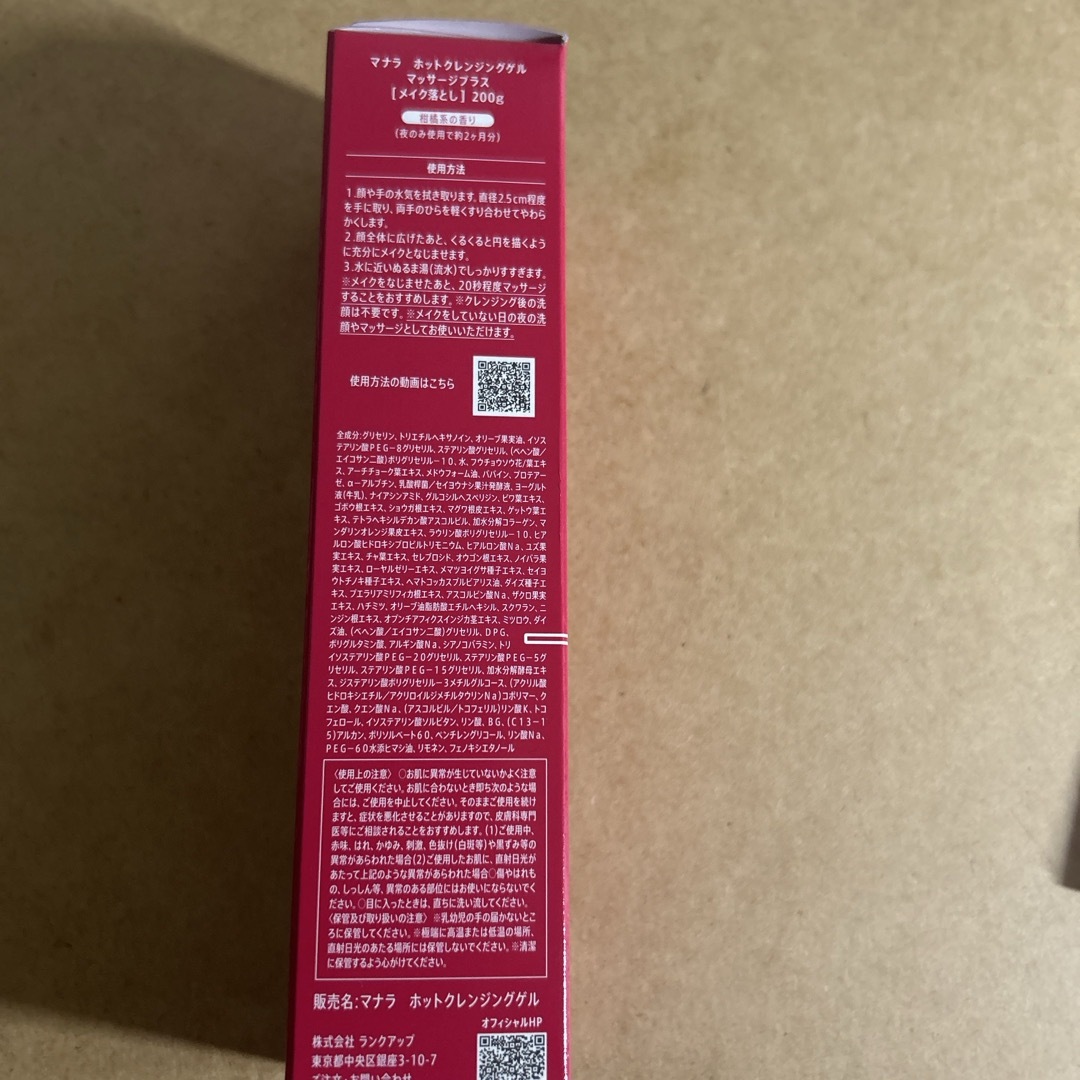 マナラ ホットクレンジングゲル
マッサージプラス
[メイク落とし] 200g
柑橘系の香り
(夜のみ使用で約2ヶ月分)
使用方法
1.顔や手の水気を拭き取ります。直径2.5cm程度
を手に取り、両手のひらを軽くすり合わせてやわら
かくします。
2.顔全体に広げたあと、くるくると円を描くよう
に充分にメイクとなじませます。
3.水に近いぬるま湯(流水)でしっかりすすぎます。
※メイクをなじませたあと、20秒程度マッサージ
することをおすすめします。※クレンジング後の洗
顔は不要です。※メイクをしていない日の夜の洗
顔やマッサージとしてお使いいただけます。
使用方法の動画はこちら
全成分:グリセリン、トリエチルヘキサノイン、オリーブ果実油、イソス
テアリン酸PEG-8グリセリル、ステアリン酸グリセリル、(ベヘン酸/
エイコサン二酸)ポリグリセリル-10、水、フウチョウソウ花/葉エキ
ス、アーチチョーク葉エキス、メドウフォーム油、パパイン、プロテア
ーゼ、α-アルブチン、乳酸桿菌/セイヨウナシ果汁発酵液、ヨーグルト
液(牛乳)、ナイアシンアミド、グルコシルヘスペリジン、ビワ葉エキス、
ゴボウ根エキス、ショウガ根エキス、マグワ根皮エキス、ゲットウ葉エ
キス、テトラヘキシルデカン酸アスコルビル、加水分解コラーゲン、マ
ンダリンオレンジ果皮エキス、ラウリン酸ポリグリセリル-10、ヒア
ルロン酸ヒドロキシプロピルトリモニウム、ヒアルロン酸Na、ユズ果
実エキス、チャ葉エキス、セレブロシド、オウゴン根エキス、ノイバラ果
実エキス、ローヤルゼリーエキス、メマツヨイグサ種子エキス、セイヨ
ウトチノキ種子エキス、ヘマトコッカスプルビアリス油、ダイズ種子エ
キス、プエラリアミリフィカ根エキス、アスコルビン酸Na、ザクロ果実
エキス、ハチミツ、オリーブ油脂肪酸エチルヘキシル、スクワラン、ニ
ンジン根エキス、オプンチアフィクスインジカ茎エキス、ミツロウ、ダイ
ズ油、(ベヘン酸/エイコサン二酸)グリセリル、DPG、
ポリグルタミン酸、アルギン酸Na、シアノコバラミン、トリ
イソステアリン酸PEG-20グリセリル、ステアリン酸PEG-5グ
リセリル、ステアリン酸PEG-15グリセリル、加水分解酵母エキ
ス、ジステアリン酸ポリグリセリル-3メチルグルコース、(アクリル酸
ヒドロキシエチル/アクリロイルジメチルタウリンNa)コポリマー、ク
エン酸、クエン酸Na、(アスコルビル/トコフェリル)リン酸K、トコ
フェロール、イソステアリン酸ソルビタン、リン酸、BG、(C13-1
5)アルカン、ポリソルベート60、ペンチレングリコール、リン酸Na、
PEG-60水添ヒマシ油、リモネン、フェノキシエタノール
〈使用上の注意〉 ○お肌に異常が生じていないかよく注意
してご使用ください。お肌に合わないとき即ち次のような場
合には、ご使用を中止してください。そのままご使用を続け
ますと、症状を悪化させることがありますので、皮膚科専門
医等にご相談されることをおすすめします。(1)ご使用中、
赤味、はれ、かゆみ、刺激、色抜け(白斑等)や黒ずみ等の
異常があらわれた場合(2)ご使用したお肌に、直射日光が
あたって上記のような異常があらわれた場合○傷やはれも
の、しっしん等、異常のある部位にはお使いにならないでく
ださい。○目に入ったときは、直ちに洗い流してください。
〈保管及び取り扱いの注意〉 ※乳幼児の手の届かないとこ
ろに保管してください。※極端に高温または低温の場所、
直射日光のあたる場所には保管しないでください。※清潔
に保管するよう心がけてください。
販売名:マナラ ホットクレンジングゲル
オフィシャルHP
株式会社 ランクアップ
東京都中央区銀座3-10-7
ご注文・お問い合わせ